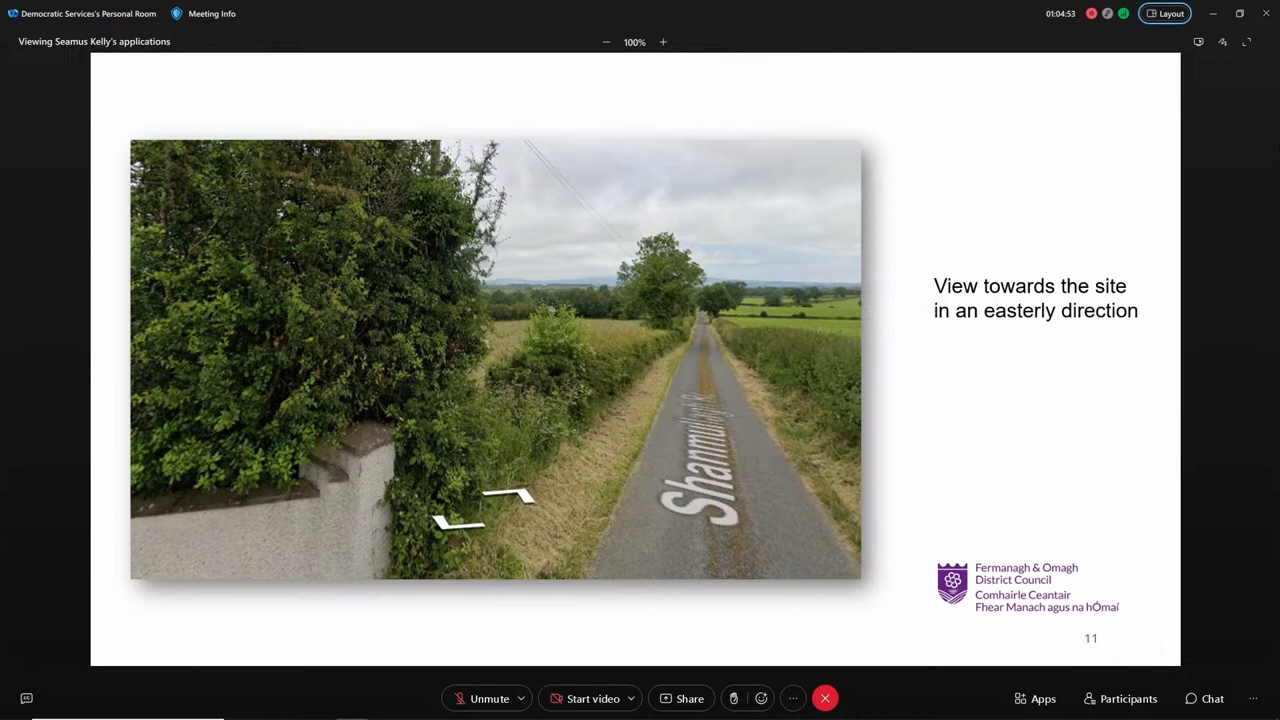 Democratic Services's Personal Room
Meeting Info
01:04:53
Layout
Viewing Seamus Kelly's applications
100%
View towards the site
in an easterly direction
Shanmullagh R
Fermanagh & Omagh
District Council
Comhairle Ceantair
Fhear Manach agus na hÓmaí
11
Unmute
Start video
Share
Apps
Participants
Chat